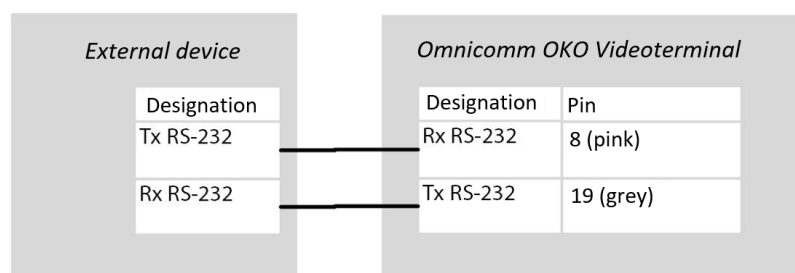 External device
Omnicomm OKO Videoterminal
Designation
Designation Pin
Tx RS-232
Rx RS-232 8 (pink)
Rx RS-232
Tx RS-232 19 (grey)